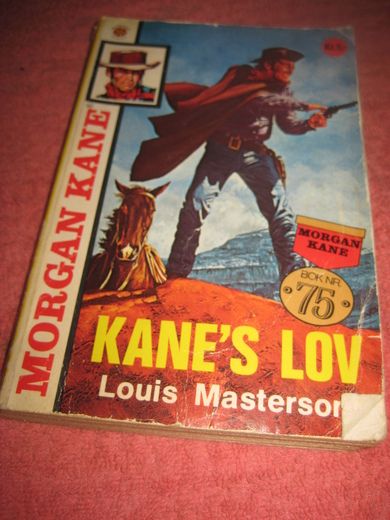 MORGAN KANE
MORGAN
KANE
BOK NR.
75
KANE'S LOV
Louis Masterson